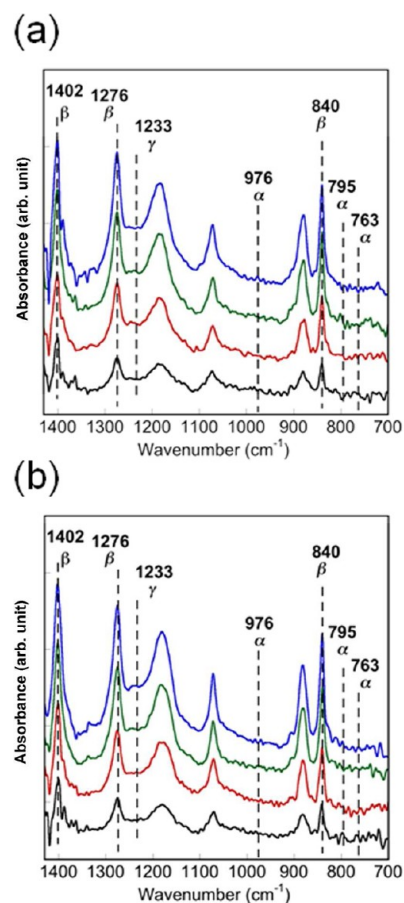 (a)
1402
β
1276
β
1233
γ
976
α
840
β
795
α
763
α
Absorbance (arb. unit)
1400 1300 1200 1100 1000 900 800 700
Wavenumber (cm⁻¹)
(b)
1402
β
1276
β
1233
γ
976
α
840
β
795
α
763
α
Absorbance (arb. unit)
1400 1300 1200 1100 1000 900 800 700
Wavenumber (cm⁻¹)